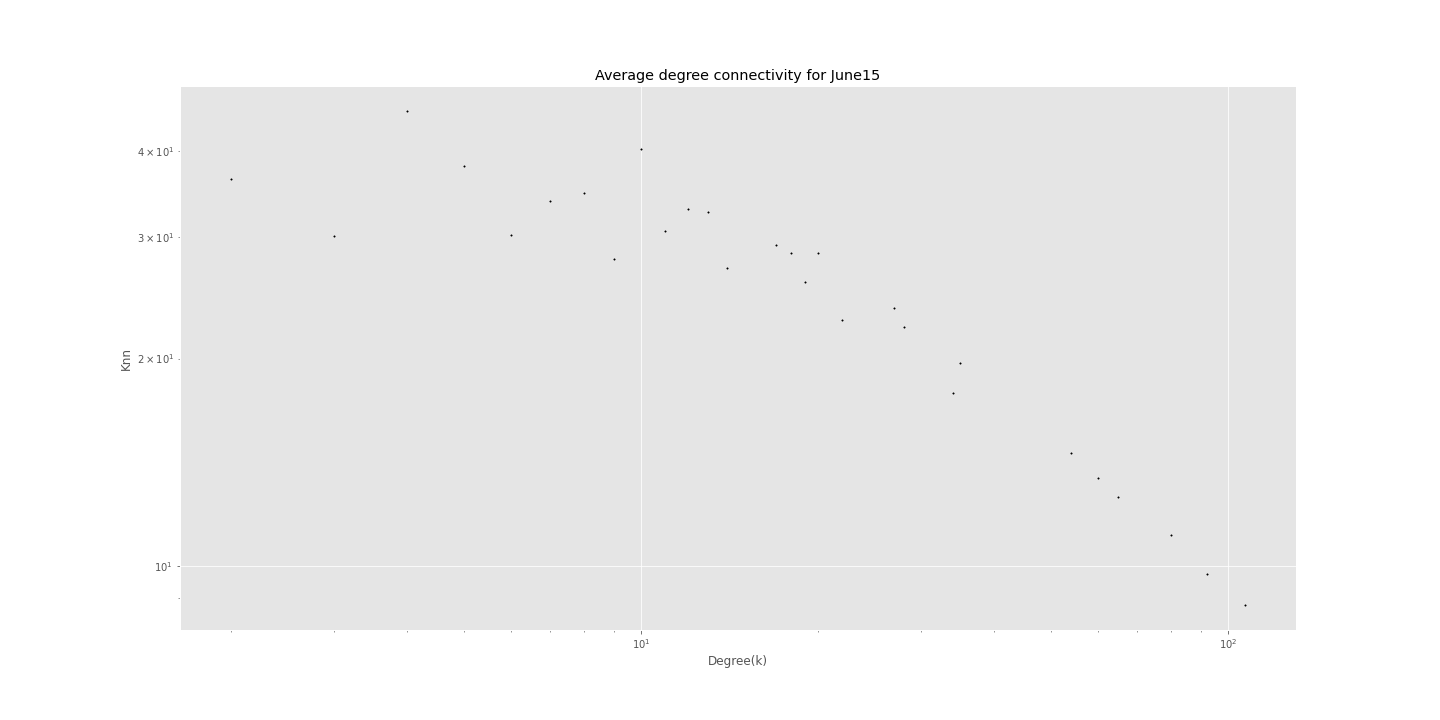 Average degree connectivity for June15
4 × 10¹
3 × 10¹
2 × 10¹
10¹
Knn
10¹ 10²
Degree(k)